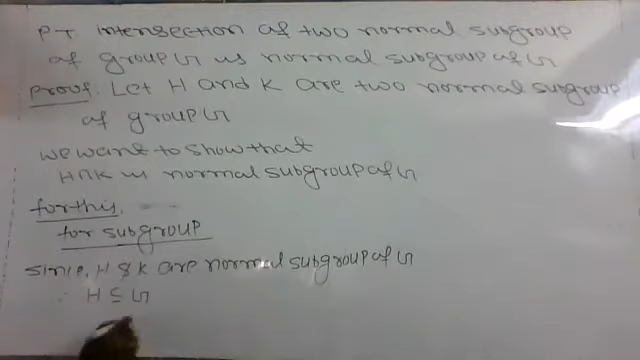 PT intersection of two normal subgroup
of group G is normal subgroup of G
Proof. Let H and K are two normal subgroup
of group G
we want to show that
H∩K is normal subgroup of G
for this,
for subgroup
since, H & K are normal subgroup of G
∴ H ≤ G